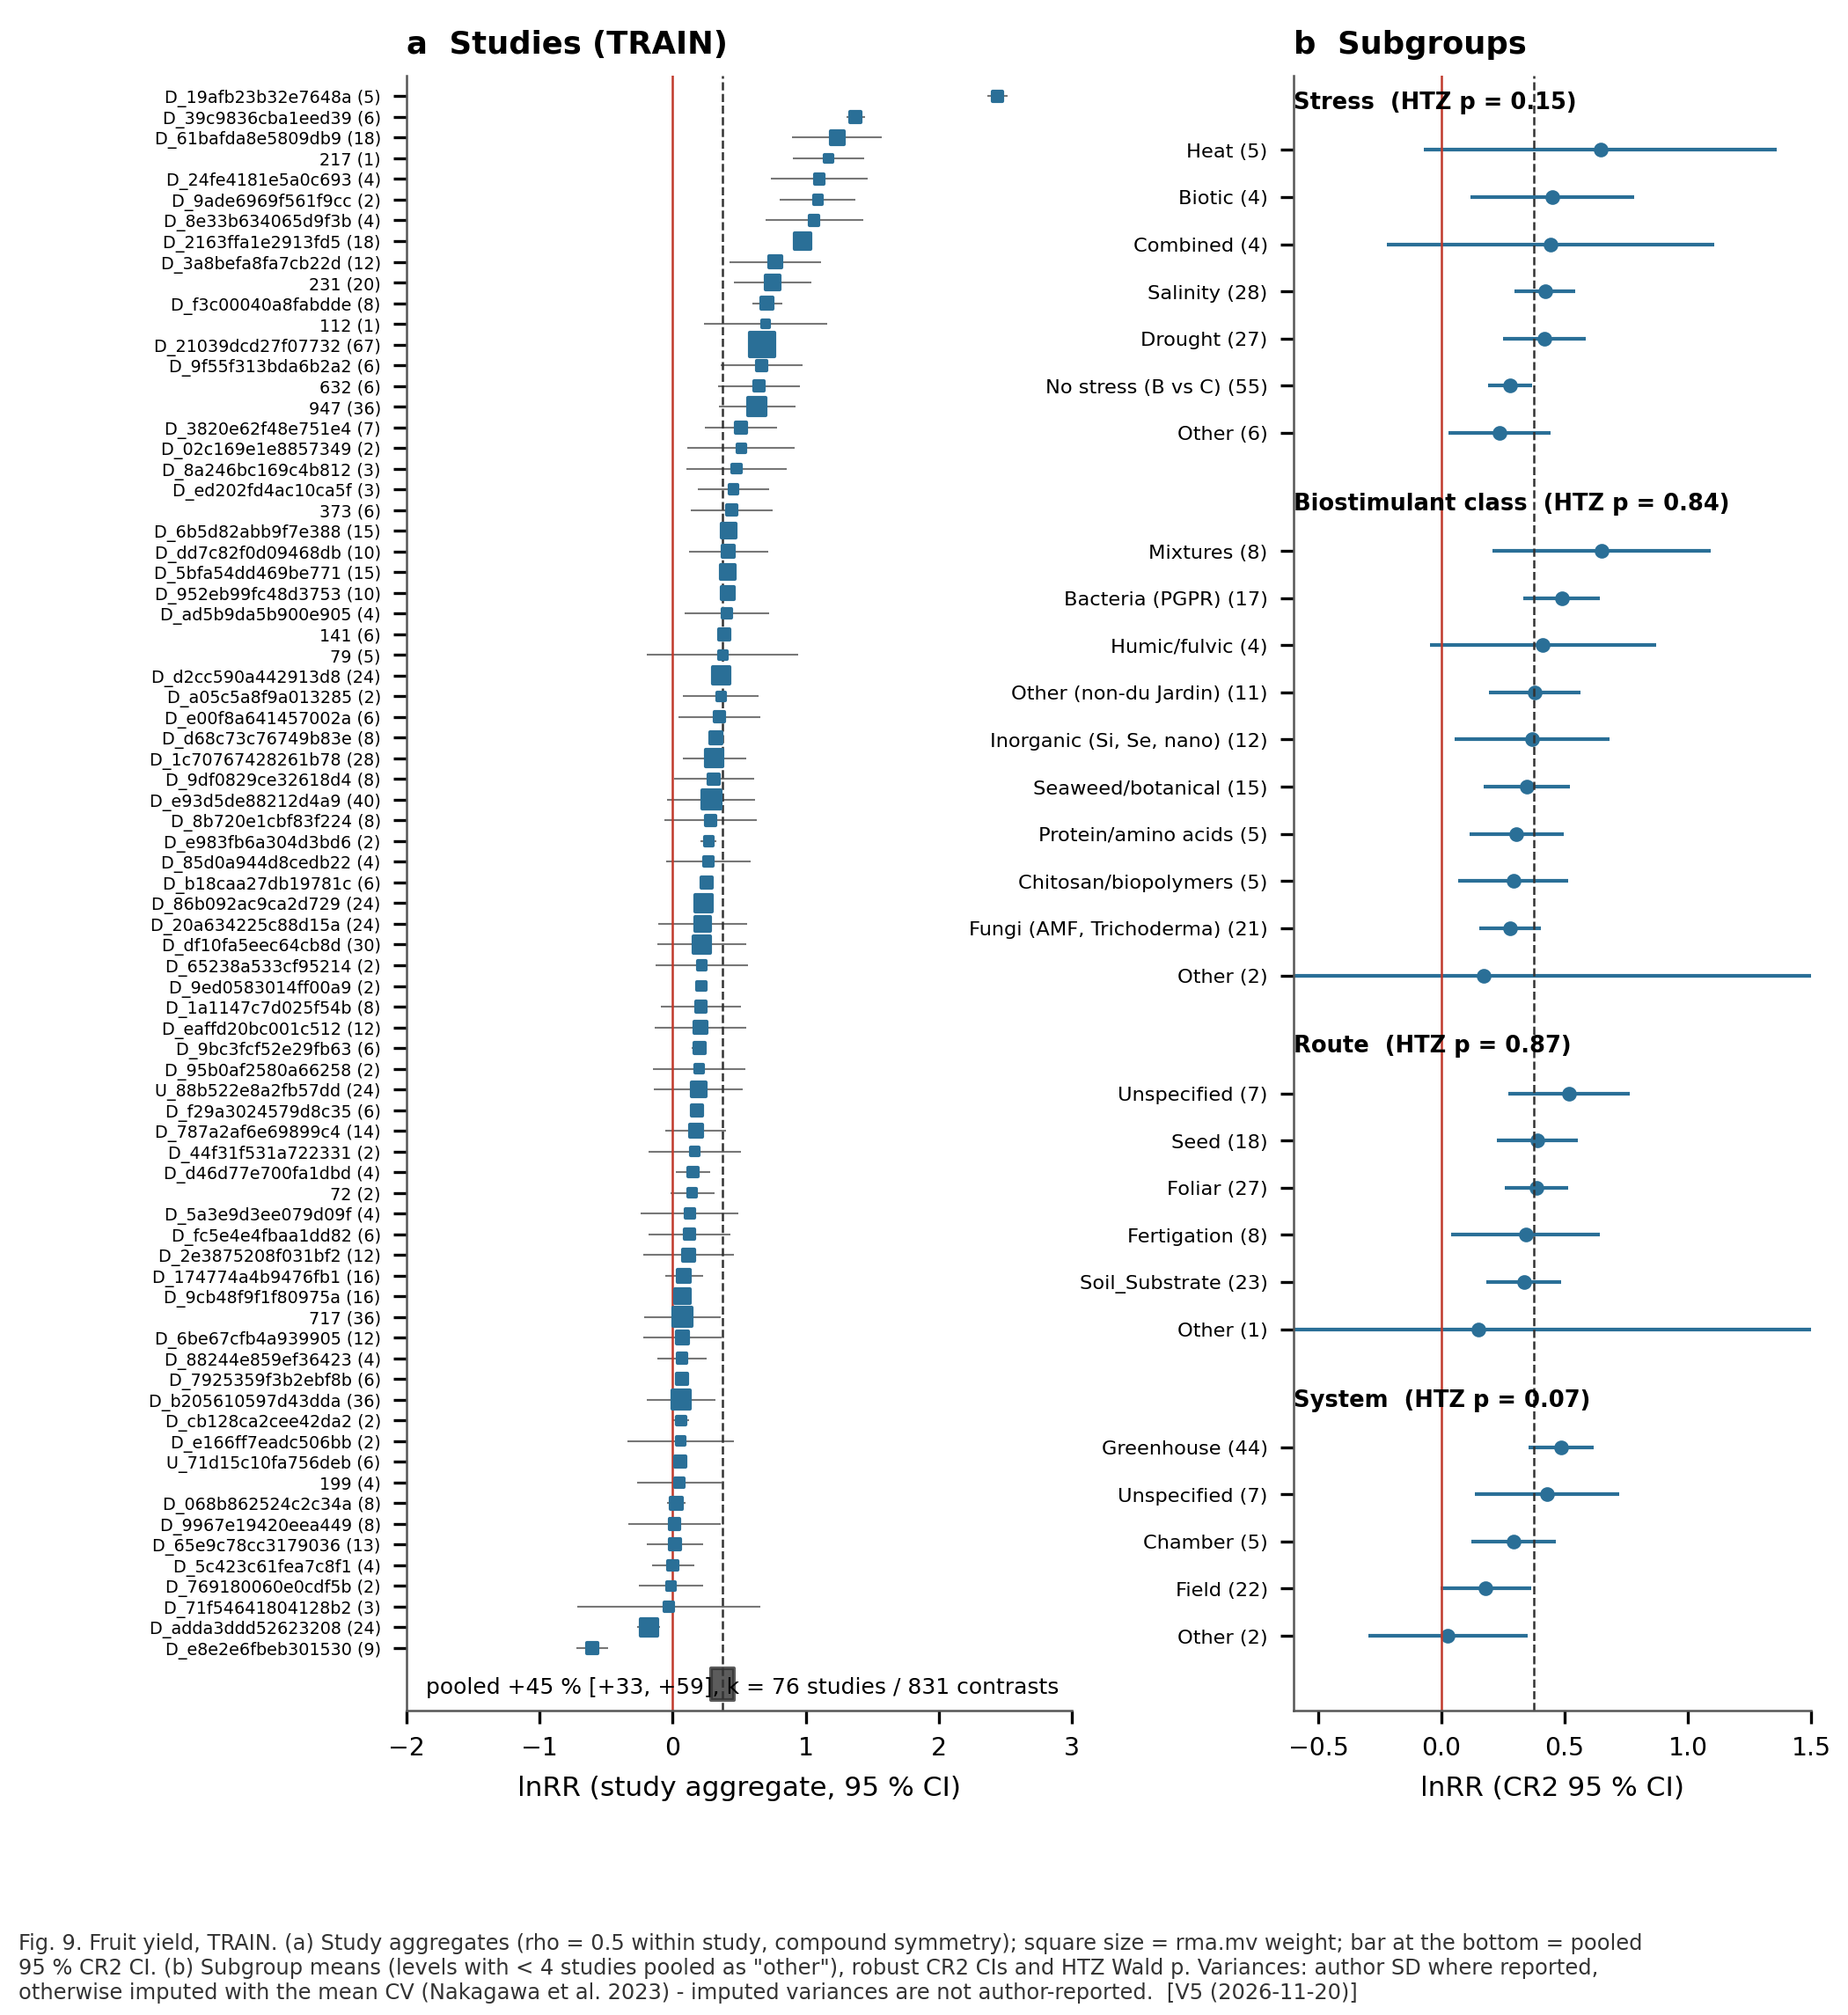 a  Studies (TRAIN)
D_19afb23b32e7648a (5)
D_39c9836cba1eed39 (6)
D_61bafda8e5809db9 (18)
217 (1)
D_24fe4181e5a0c693 (4)
D_9ade6969f561f9cc (2)
D_8e33b634065d9f3b (4)
D_2163ffa1e2913fd5 (18)
D_3a8befa8fa7cb22d (12)
231 (20)
D_f3c00040a8fabdde (8)
112 (1)
D_21039dcd27f07732 (67)
D_9f55f313bda6b2a2 (6)
632 (6)
947 (36)
D_3820e62f48e751e4 (7)
D_02c169e1e8857349 (2)
D_8a246bc169c4b812 (3)
D_ed202fd4ac10ca5f (3)
373 (6)
D_6b5d82abb9f7e388 (15)
D_dd7c82f0d09468db (10)
D_5bfa54dd469be771 (15)
D_952eb99fc48d3753 (10)
D_ad5b9da5b900e905 (4)
141 (6)
79 (5)
D_d2cc590a442913d8 (24)
D_a05c5a8f9a013285 (2)
D_e00f8a641457002a (6)
D_d68c73c76749b83e (8)
D_1c70767428261b78 (28)
D_9df0829ce32618d4 (8)
D_e93d5de88212d4a9 (40)
D_8b720e1cbf83f224 (8)
D_e983fb6a304d3bd6 (2)
D_85d0a944d8cedb22 (4)
D_b18caa27db19781c (6)
D_86b092ac9ca2d729 (24)
D_20a634225c88d15a (24)
D_df10fa5eec64cb8d (30)
D_65238a533cf95214 (2)
D_9ed0583014ff00a9 (2)
D_1a1147c7d025f54b (8)
D_eaffd20bc001c512 (12)
D_9bc3fcf52e29fb63 (6)
D_95b0af2580a66258 (2)
U_88b522e8a2fb57dd (24)
D_f29a3024579d8c35 (6)
D_787a2af6e69899c4 (14)
D_44f31f531a722331 (2)
D_d46d77e700fa1dbd (4)
72 (2)
D_5a3e9d3ee079d09f (4)
D_fc5e4e4fbaa1dd82 (6)
D_2e3875208f031bf2 (12)
D_174774a4b9476fb1 (16)
D_9cb48f9f1f80975a (16)
717 (36)
D_6be67cfb4a939905 (12)
D_88244e859ef36423 (4)
D_7925359f3b2ebf8b (6)
D_b205610597d43dda (36)
D_cb128ca2cee42da2 (2)
D_e166ff7eadc506bb (2)
U_71d15c10fa756deb (6)
199 (4)
D_068b862524c2c34a (8)
D_9967e19420eea449 (8)
D_65e9c78cc3179036 (13)
D_5c423c61fea7c8f1 (4)
D_769180060e0cdf5b (2)
D_71f54641804128b2 (3)
D_adda3ddd52623208 (24)
D_e8e2e6fbeb301530 (9)
pooled +45 % [+33, +59], k = 76 studies / 831 contrasts
−2 −1 0 1 2 3
lnRR (study aggregate, 95 % CI)
b  Subgroups
Stress  (HTZ p = 0.15)
Heat (5)
Biotic (4)
Combined (4)
Salinity (28)
Drought (27)
No stress (B vs C) (55)
Other (6)
Biostimulant class  (HTZ p = 0.84)
Mixtures (8)
Bacteria (PGPR) (17)
Humic/fulvic (4)
Other (non-du Jardin) (11)
Inorganic (Si, Se, nano) (12)
Seaweed/botanical (15)
Protein/amino acids (5)
Chitosan/biopolymers (5)
Fungi (AMF, Trichoderma) (21)
Other (2)
Route  (HTZ p = 0.87)
Unspecified (7)
Seed (18)
Foliar (27)
Fertigation (8)
Soil_Substrate (23)
Other (1)
System  (HTZ p = 0.07)
Greenhouse (44)
Unspecified (7)
Chamber (5)
Field (22)
Other (2)
−0.5 0.0 0.5 1.0 1.5
lnRR (CR2 95 % CI)
Fig. 9. Fruit yield, TRAIN. (a) Study aggregates (rho = 0.5 within study, compound symmetry); square size = rma.mv weight; bar at the bottom = pooled
95 % CR2 CI. (b) Subgroup means (levels with < 4 studies pooled as "other"), robust CR2 CIs and HTZ Wald p. Variances: author SD where reported,
otherwise imputed with the mean CV (Nakagawa et al. 2023) - imputed variances are not author-reported.  [V5 (2026-11-20)]